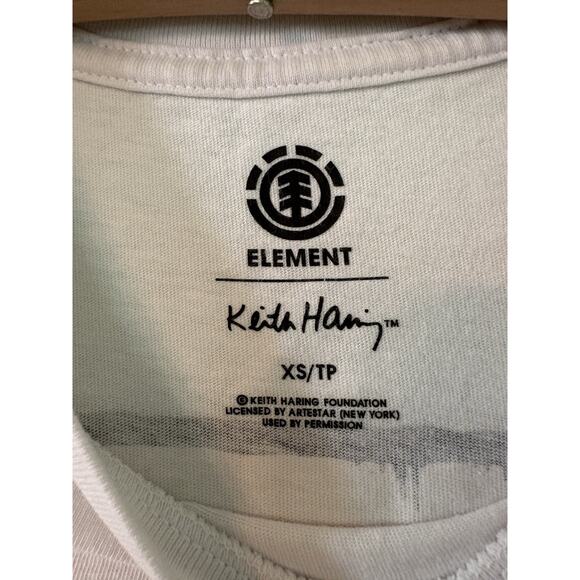 ELEMENT
Keith Haring™
XS/TP
© KEITH HARING FOUNDATION
LICENSED BY ARTESTAR (NEW YORK)
USED BY PERMISSION